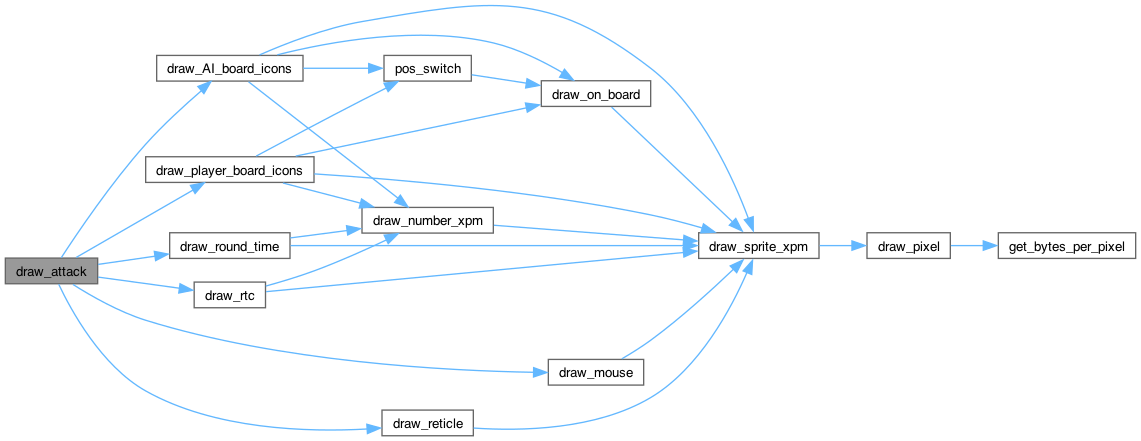 draw_AI_board_icons
pos_switch
draw_on_board
draw_player_board_icons
draw_number_xpm
draw_round_time
draw_sprite_xpm
draw_pixel
get_bytes_per_pixel
draw_attack
draw_rtc
draw_mouse
draw_reticle